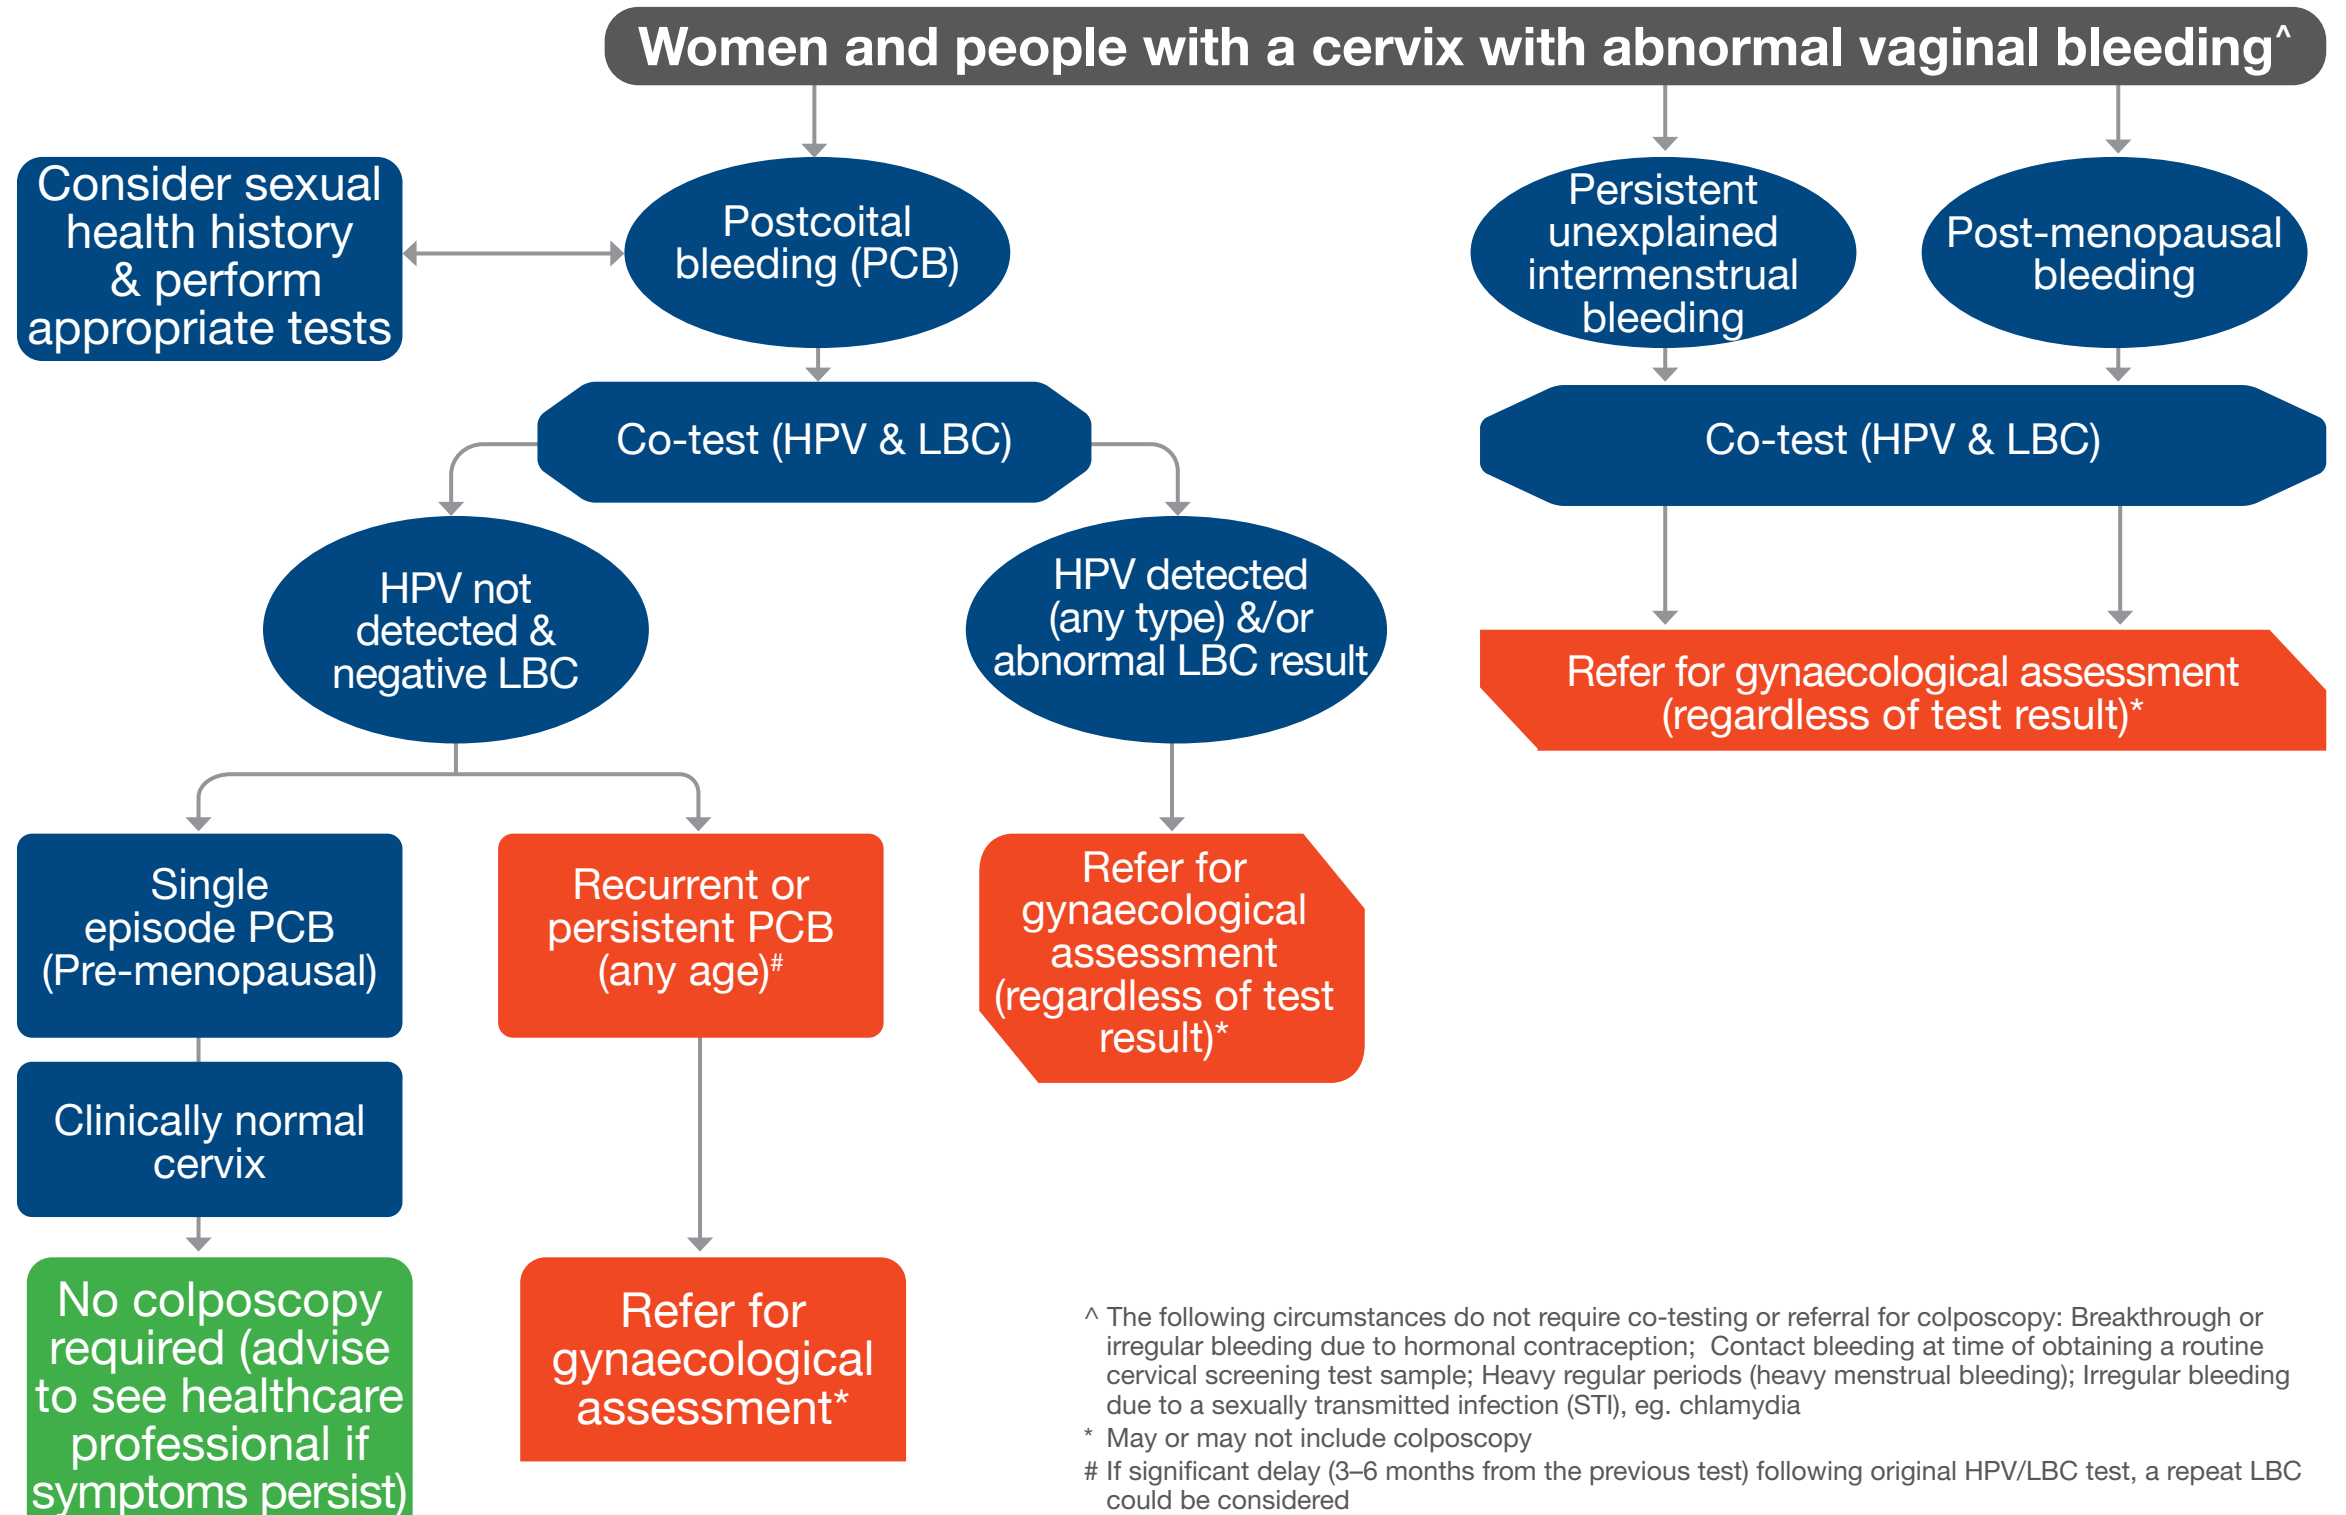 Women and people with a cervix with abnormal vaginal bleeding^
Consider sexual
health history
& perform
appropriate tests
Postcoital
bleeding (PCB)
Persistent
unexplained
intermenstrual
bleeding
Post-menopausal
bleeding
Co-test (HPV & LBC)
Co-test (HPV & LBC)
HPV not
detected &
negative LBC
HPV detected
(any type) &/or
abnormal LBC result
Refer for gynaecological assessment
(regardless of test result)*
Single
episode PCB
(Pre-menopausal)
Recurrent or
persistent PCB
(any age)#
Refer for
gynaecological
assessment
(regardless of test
result)*
Clinically normal
cervix
No colposcopy
required (advise
to see healthcare
professional if
symptoms persist)
Refer for
gynaecological
assessment*
^ The following circumstances do not require co-testing or referral for colposcopy: Breakthrough or
irregular bleeding due to hormonal contraception; Contact bleeding at time of obtaining a routine
cervical screening test sample; Heavy regular periods (heavy menstrual bleeding); Irregular bleeding
due to a sexually transmitted infection (STI), eg. chlamydia
* May or may not include colposcopy
# If significant delay (3–6 months from the previous test) following original HPV/LBC test, a repeat LBC
could be considered